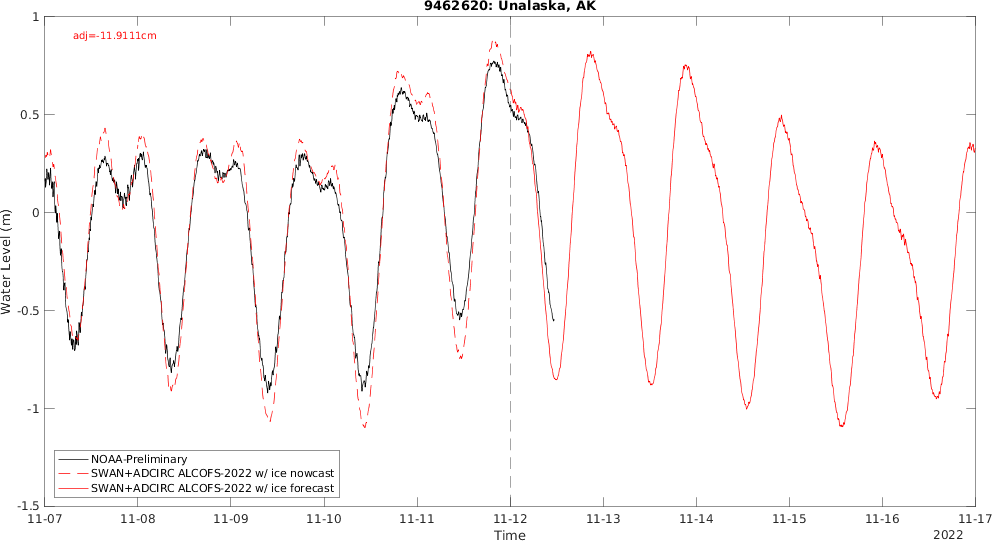 9462620: Unalaska, AK
adj=-11.9111cm
1
0.5
0
-0.5
-1
-1.5
Water Level (m)
NOAA-Preliminary
SWAN+ADCIRC ALCOFS-2022 w/ ice nowcast
SWAN+ADCIRC ALCOFS-2022 w/ ice forecast
11-07 11-08 11-09 11-10 11-11 11-12 11-13 11-14 11-15 11-16 11-17
Time
2022